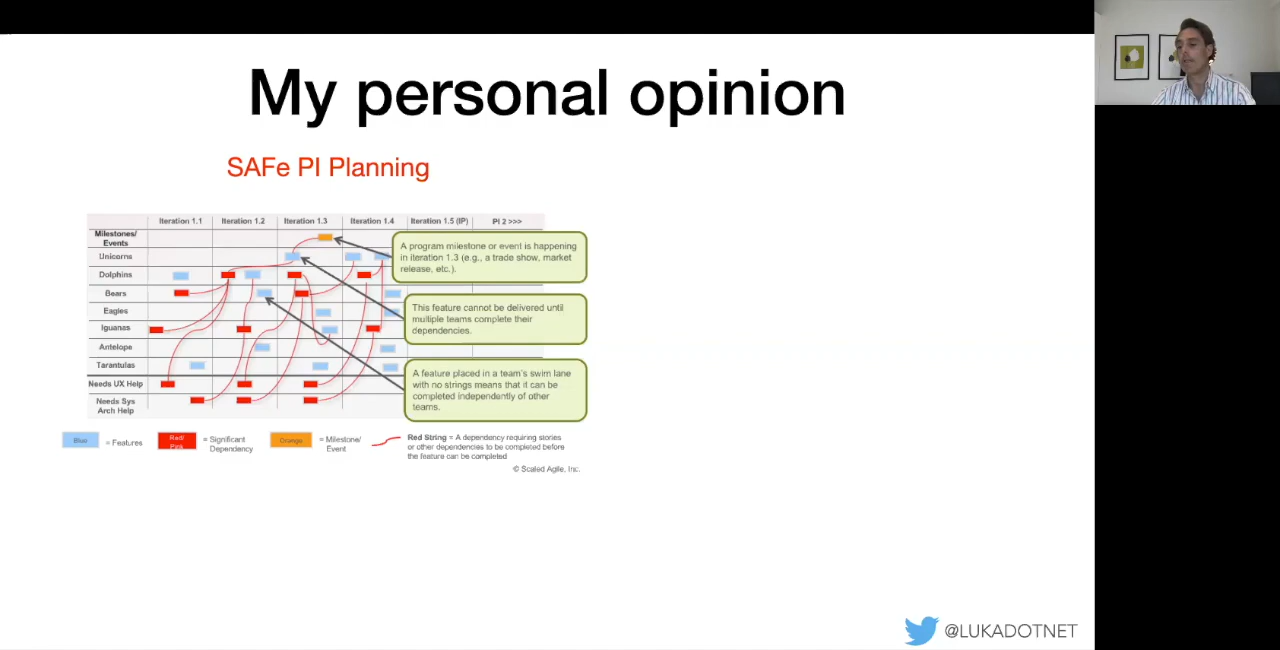 My personal opinion
SAFe PI Planning
Iteration 1.1 Iteration 1.2 Iteration 1.3 Iteration 1.4 Iteration 1.5 (IP) PI 2 >>>
Milestones/
Events
Unicorns
Dolphins
Bears
Eagles
Iguanas
Antelope
Tarantulas
Needs UX Help
Needs Sys
Arch Help
A program milestone or event is happening
in iteration 1.3 (e.g., a trade show, market
release, etc.).
This feature cannot be delivered until
multiple teams complete their
dependencies.
A feature placed in a team's swim lane
with no strings means that it can be
completed independently of other
teams.
Blue
= Features
Red/
Pink
= Significant
Dependency
Orange
= Milestone/
Event
Red String = A dependency requiring stories
or other dependencies to be completed before
the feature can be completed
© Scaled Agile, Inc.
@LUKADOTNET